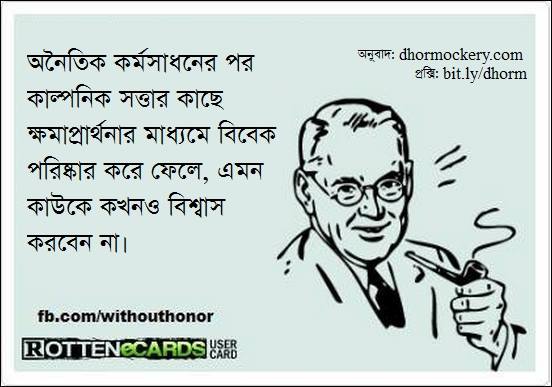 অনৈতিক কর্মসাধনের পর
কাল্পনিক সত্তার কাছে
ক্ষমাপ্রার্থনার মাধ্যমে বিবেক
পরিষ্কার করে ফেলে, এমন
কাউকে কখনও বিশ্বাস
করবেন না।
অনুবাদ: dhormockery.com
প্রক্সি: bit.ly/dhorm
fb.com/withouthonor
ROTTENeCARDS USER
CARD